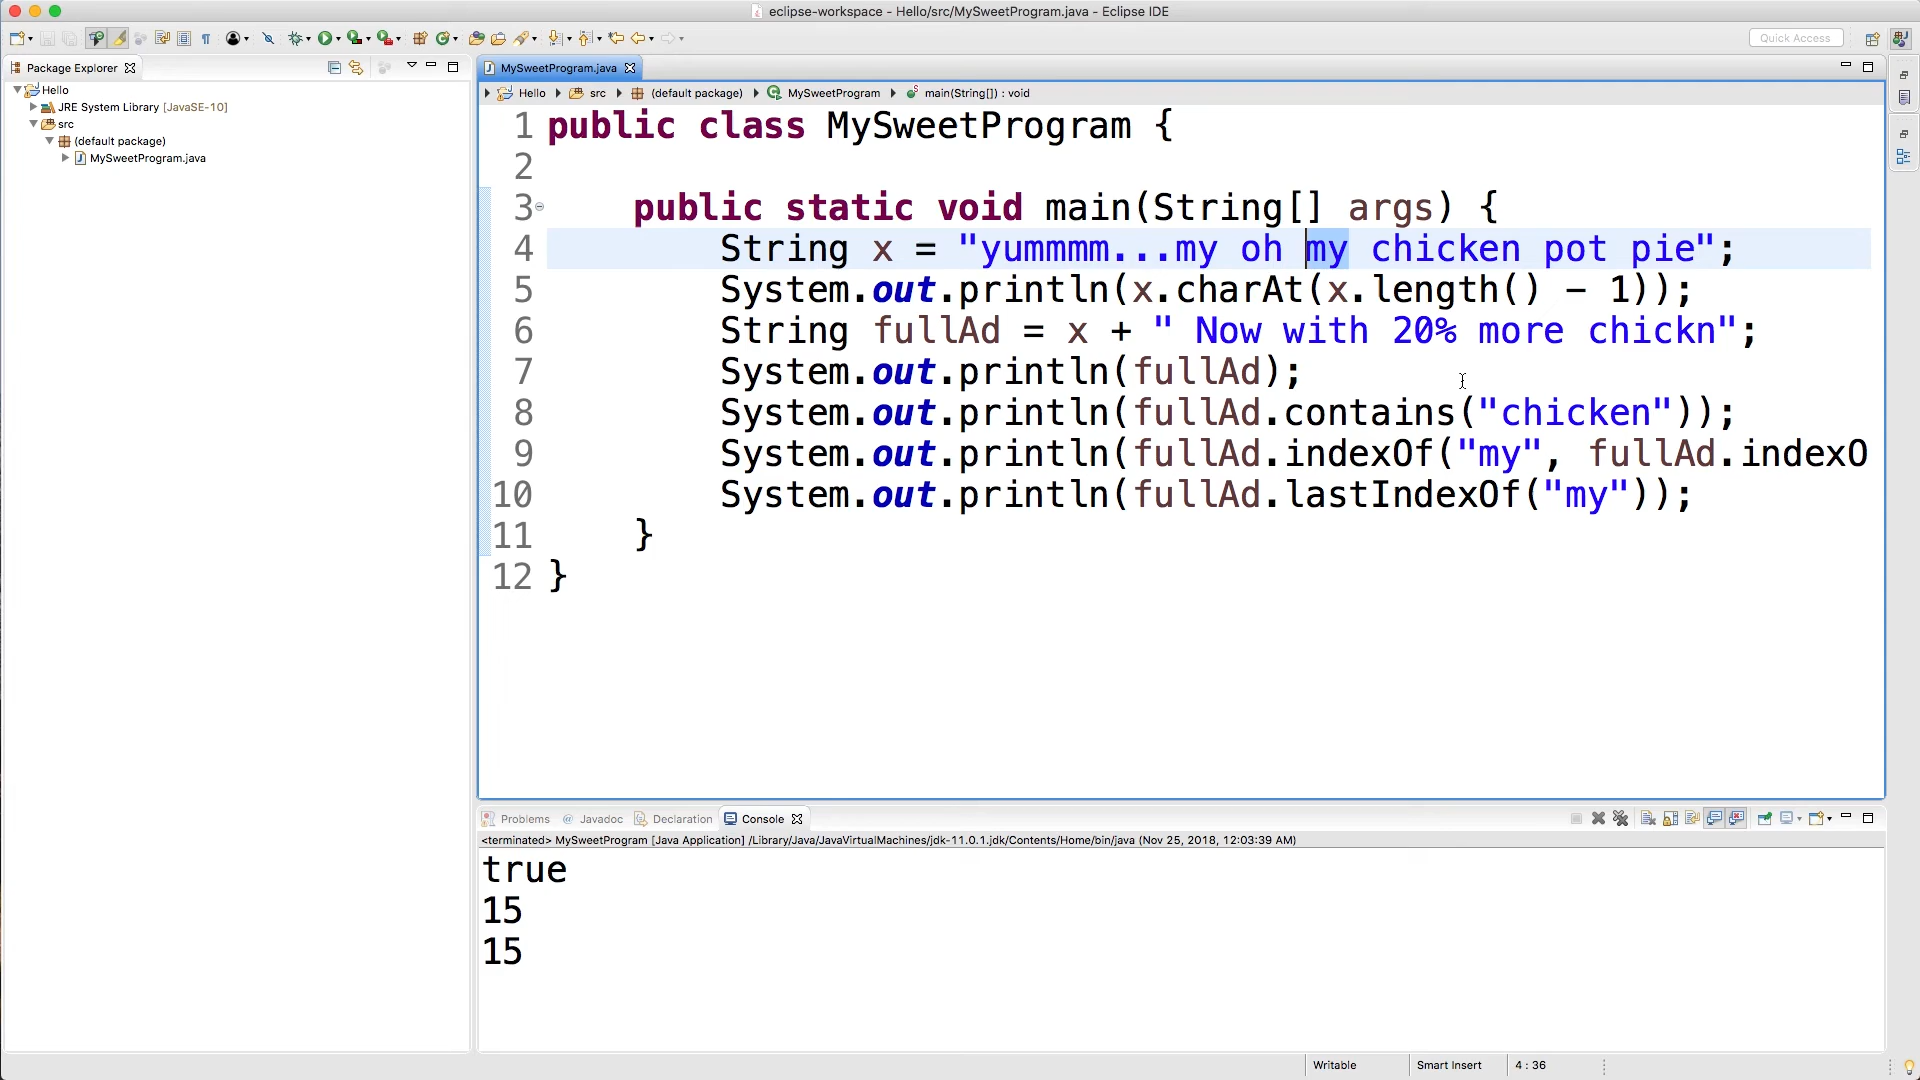 eclipse-workspace - Hello/src/MySweetProgram.java - Eclipse IDE
Quick Access
Package Explorer
MySweetProgram.java
Hello
JRE System Library [JavaSE-10]
src
(default package)
MySweetProgram.java
Hello src (default package) MySweetProgram main(String[]) : void
1 public class MySweetProgram {
2
3 public static void main(String[] args) {
4 String x = "yummmm...my oh my chicken pot pie";
5 System.out.println(x.charAt(x.length() - 1));
6 String fullAd = x + " Now with 20% more chickn";
7 System.out.println(fullAd);
8 System.out.println(fullAd.contains("chicken"));
9 System.out.println(fullAd.indexOf("my", fullAd.indexO
10 System.out.println(fullAd.lastIndexOf("my"));
11 }
12 }
Problems @ Javadoc Declaration Console
<terminated> MySweetProgram [Java Application] /Library/Java/JavaVirtualMachines/jdk-11.0.1.jdk/Contents/Home/bin/java (Nov 25, 2018, 12:03:39 AM)
true
15
15
Writable Smart Insert 4 : 36